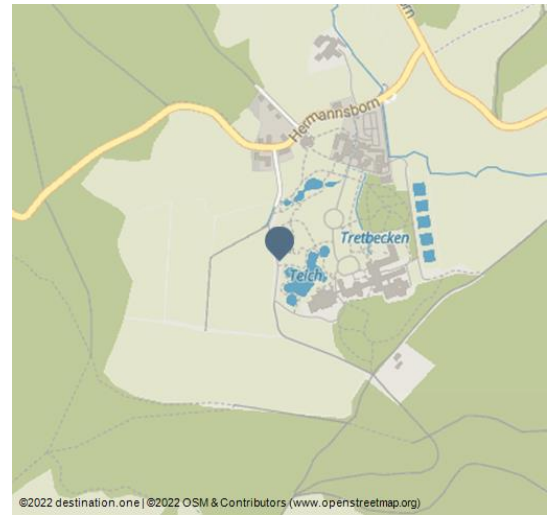 Hermannsborn
Tretbecken
Teich
©2022 destination.one | ©2022 OSM & Contributors (www.openstreetmap.org)